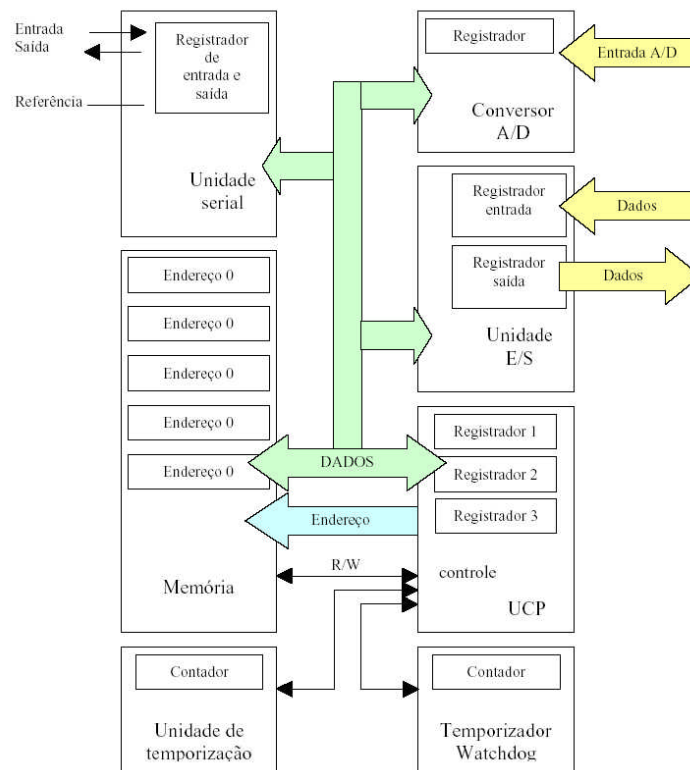 Entrada
Saída
Referência
Registrador
de
entrada e
saída
Unidade
serial
Registrador
Entrada A/D
Conversor
A/D
Registrador
entrada
Dados
Registrador
saída
Dados
Unidade
E/S
Endereço 0
Endereço 0
Endereço 0
Endereço 0
Endereço 0
Memória
DADOS
Endereço
R/W
Registrador 1
Registrador 2
Registrador 3
controle
UCP
Contador
Unidade de
temporização
Contador
Temporizador
Watchdog